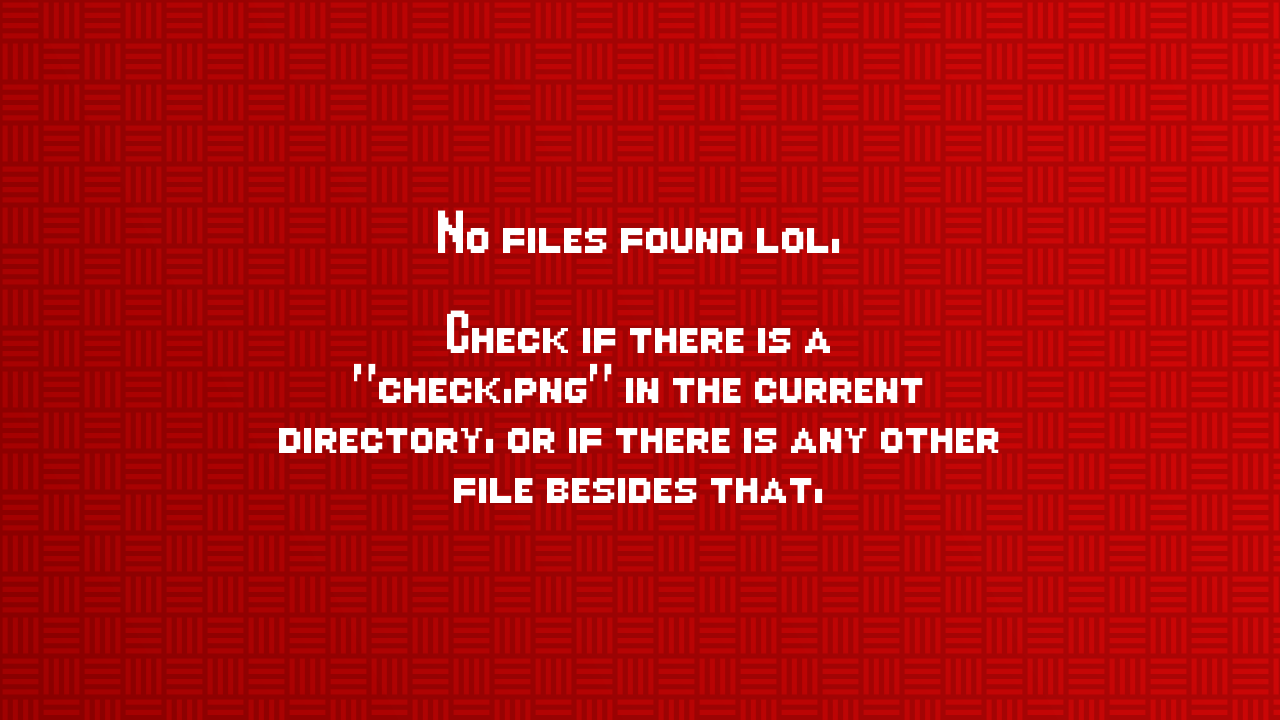 No files found lol.
Check if there is a
"check.png" in the current
directory. or if there is any other
file besides that.